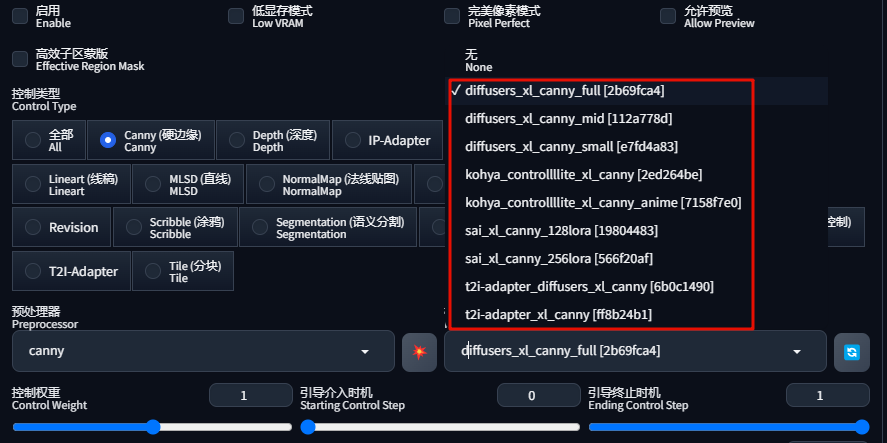 启用
Enable
低显存模式
Low VRAM
完美像素模式
Pixel Perfect
允许预览
Allow Preview
高效子区蒙版
Effective Region Mask
无
None
diffusers_xl_canny_full [2b69fca4]
diffusers_xl_canny_mid [112a778d]
diffusers_xl_canny_small [e7fd4a83]
kohya_controllllite_xl_canny [2ed264be]
kohya_controllllite_xl_canny_anime [7158f7e0]
sai_xl_canny_128lora [19804483]
sai_xl_canny_256lora [566f20af]
t2i-adapter_diffusers_xl_canny [6b0c1490]
t2i-adapter_xl_canny [ff8b24b1]
控制类型
Control Type
全部
All
Canny (硬边缘)
Canny
Depth (深度)
Depth
IP-Adapter
Lineart (线稿)
Lineart
MLSD (直线)
MLSD
NormalMap (法线贴图)
NormalMap
Revision
Scribble (涂鸦)
Scribble
Segmentation (语义分割)
Segmentation
控制)
T2I-Adapter
Tile (分块)
Tile
预处理器
Preprocessor
canny
diffusers_xl_canny_full [2b69fca4]
控制权重
Control Weight
1
引导介入时机
Starting Control Step
0
引导终止时机
Ending Control Step
1